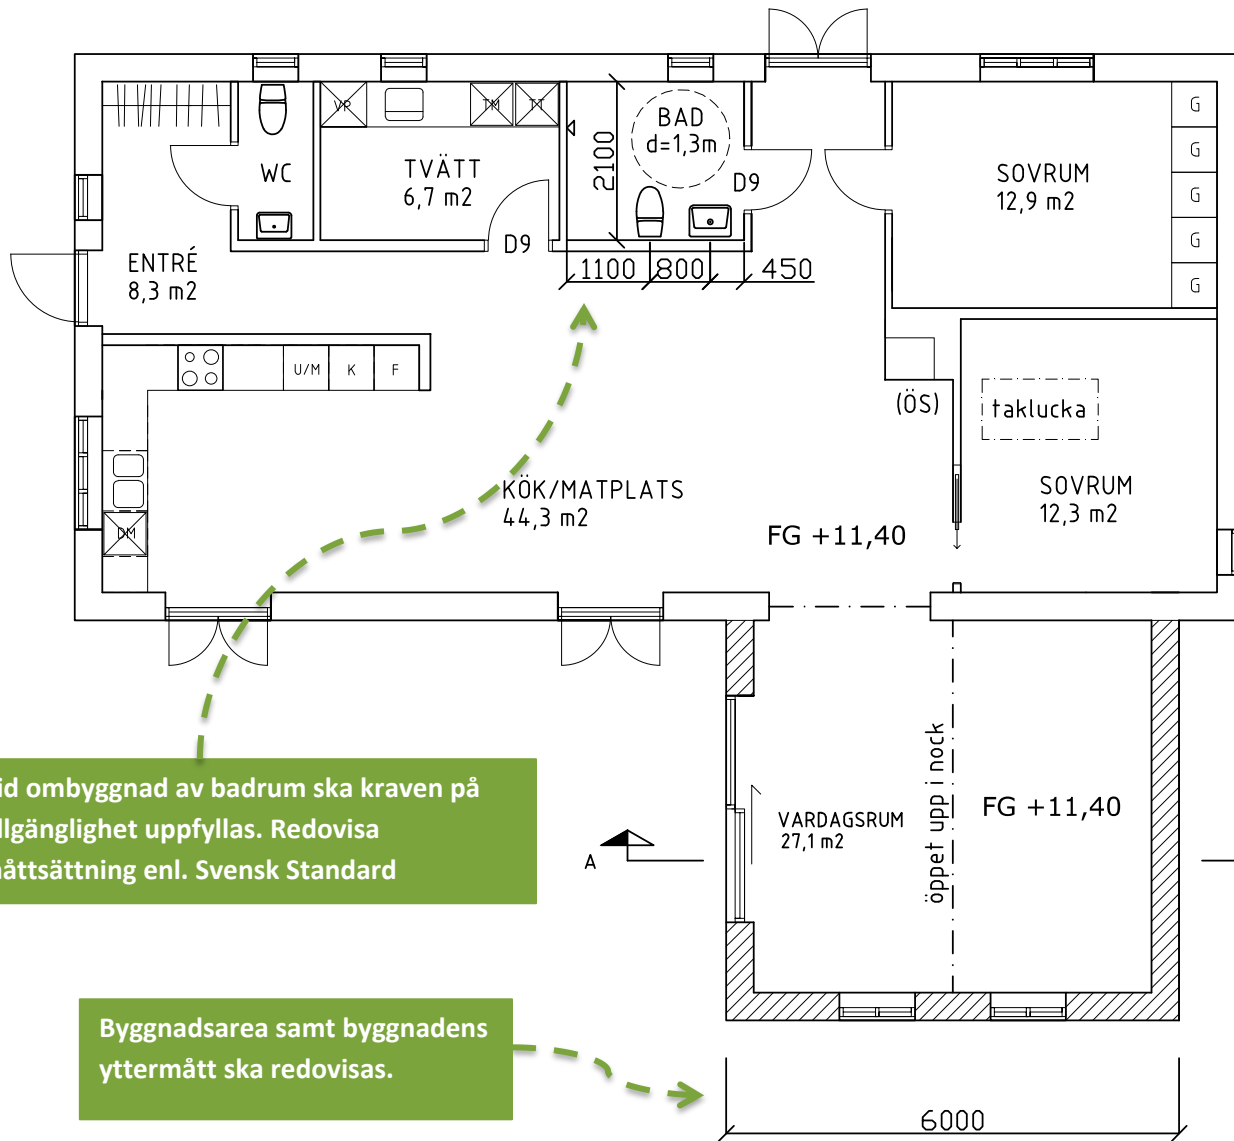 VP
TM
TT
BAD
d=1,3m
G
G
G
G
G
WC
TVÄTT
6,7 m2
2100
D9
SOVRUM
12,9 m2
ENTRÉ
8,3 m2
D9
1100
800
450
U/M
K
F
(ÖS)
taklucka
KÖK/MATPLATS
44,3 m2
SOVRUM
12,3 m2
DM
FG +11,40
id ombyggnad av badrum ska kraven på
llgänglighet uppfyllas. Redovisa
åttsättning enl. Svensk Standard
öppet upp i nock
VARDAGSRUM
27,1 m2
FG +11,40
A
Byggnadsarea samt byggnadens
yttermått ska redovisas.
6000